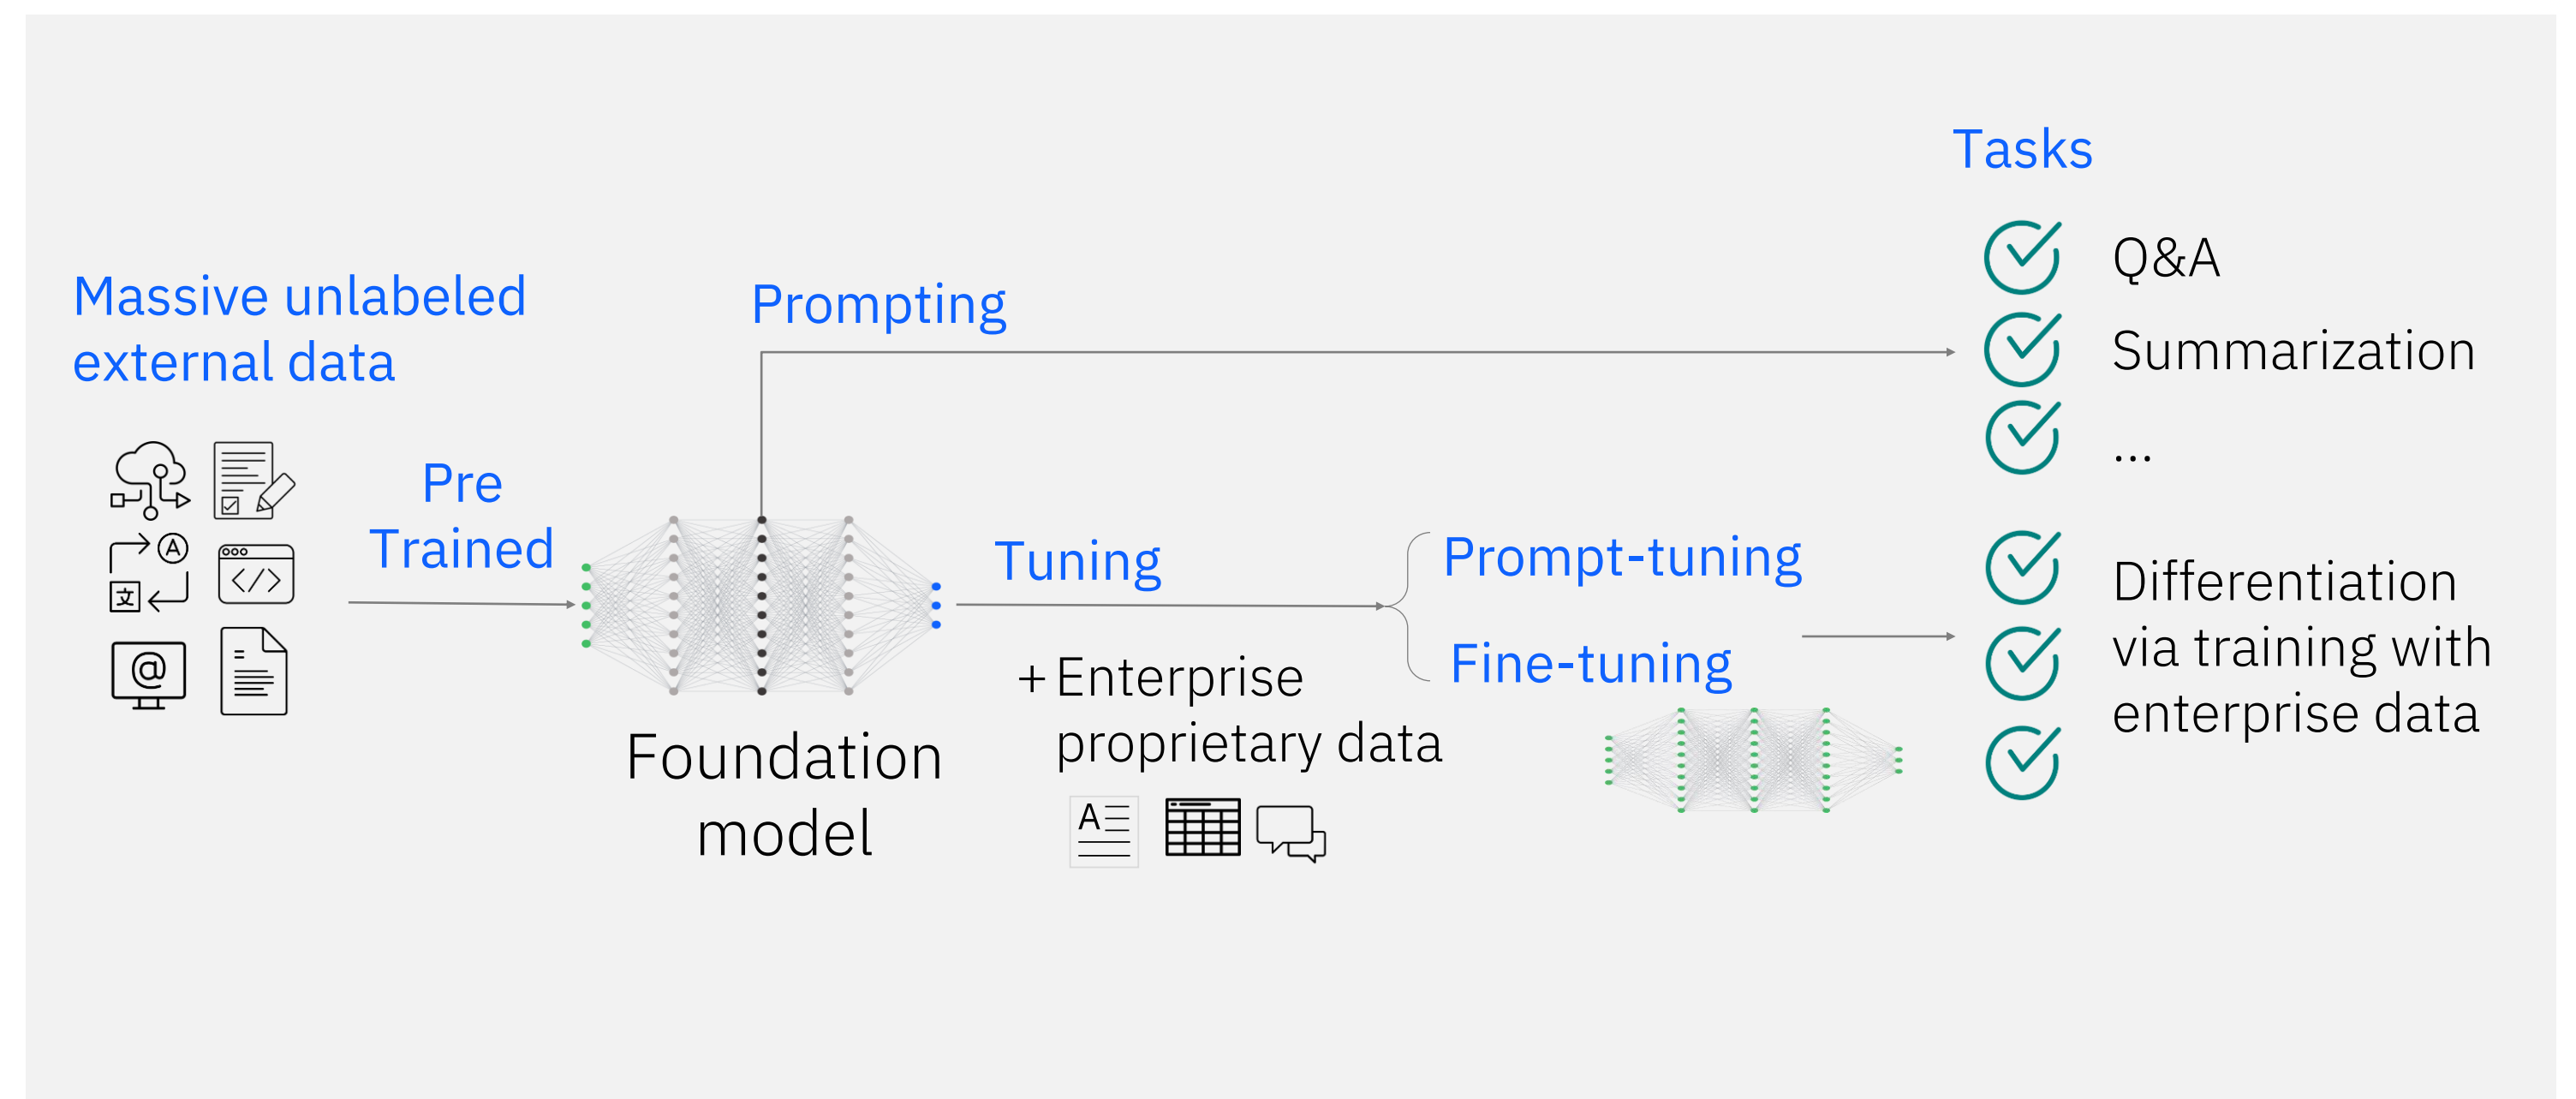 Massive unlabeled
external data
Pre
Trained
Foundation
model
Prompting
Tuning
+ Enterprise
proprietary data
A
Prompt-tuning
Fine-tuning
Tasks
Q&A
Summarization
...
Differentiation
via training with
enterprise data
A
文
</>
@